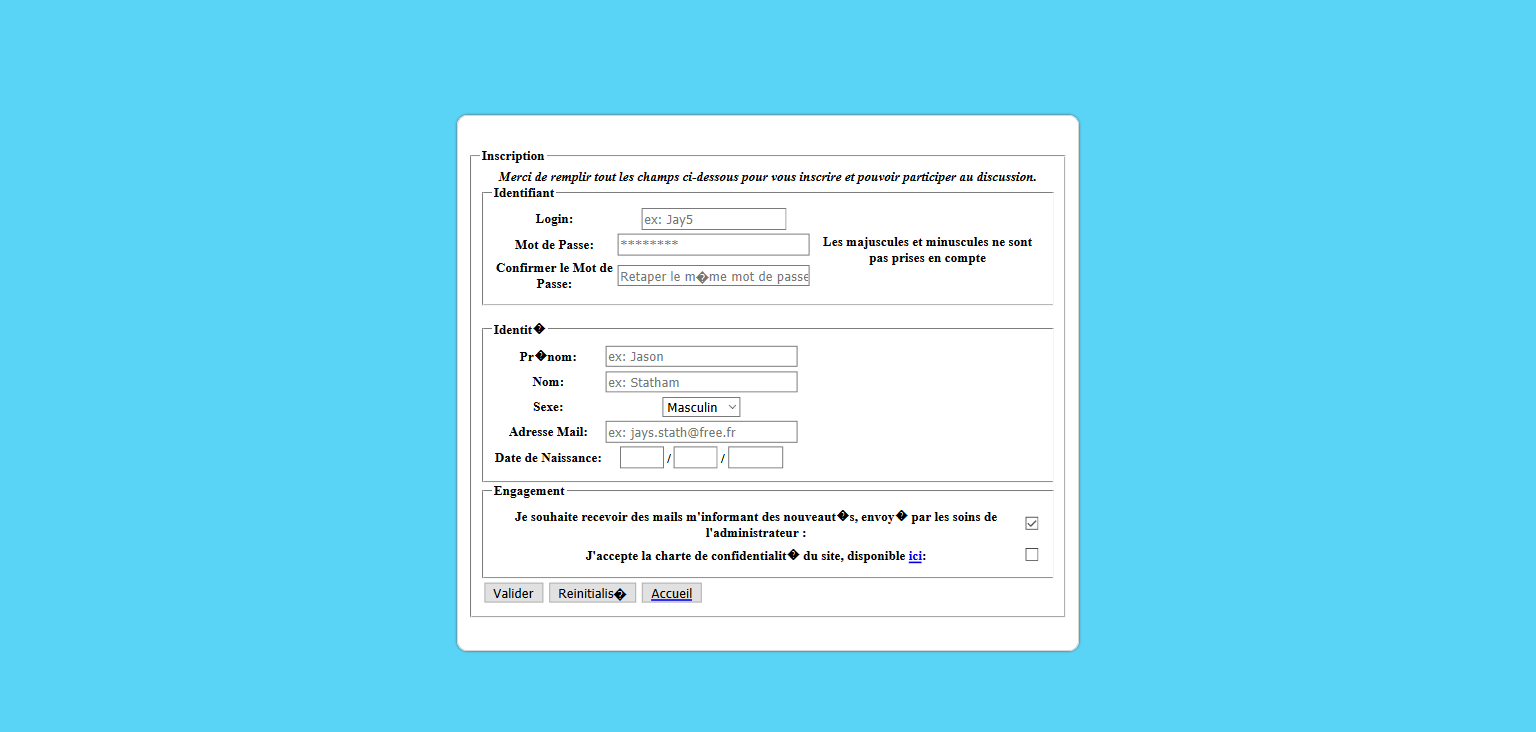 Inscription
Merci de remplir tout les champs ci-dessous pour vous inscrire et pouvoir participer au discussion.
Identifiant
Login:
ex: Jay5
Mot de Passe:
********
Les majuscules et minuscules ne sont
pas prises en compte
Confirmer le Mot de
Passe:
Retaper le m�me mot de passe
Identit�
Pr�nom:
ex: Jason
Nom:
ex: Statham
Sexe:
Masculin
Adresse Mail:
ex: jays.stath@free.fr
Date de Naissance:
/ /
Engagement
Je souhaite recevoir des mails m'informant des nouveaut�s, envoy� par les soins de
l'administrateur :
J'accepte la charte de confidentialit� du site, disponible ici:
Valider
Reinitialis�
Accueil